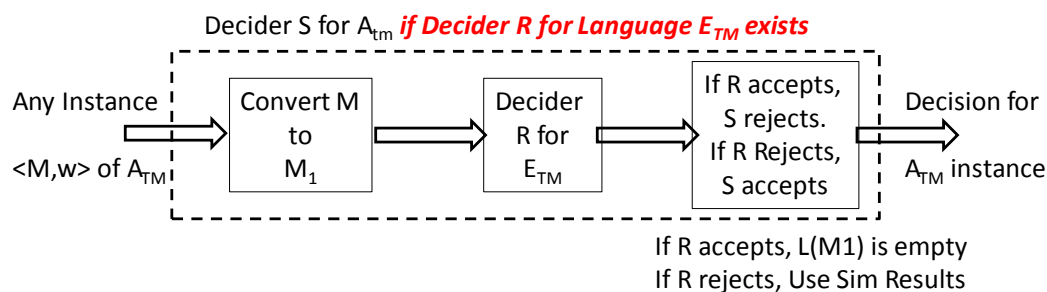 Decider S for Atm if Decider R for Language ETM exists
Any Instance
<M,w> of ATM
Convert M
to
M1
Decider
R for
ETM
If R accepts,
S rejects.
If R Rejects,
S accepts
Decision for
ATM instance
If R accepts, L(M1) is empty
If R rejects, Use Sim Results